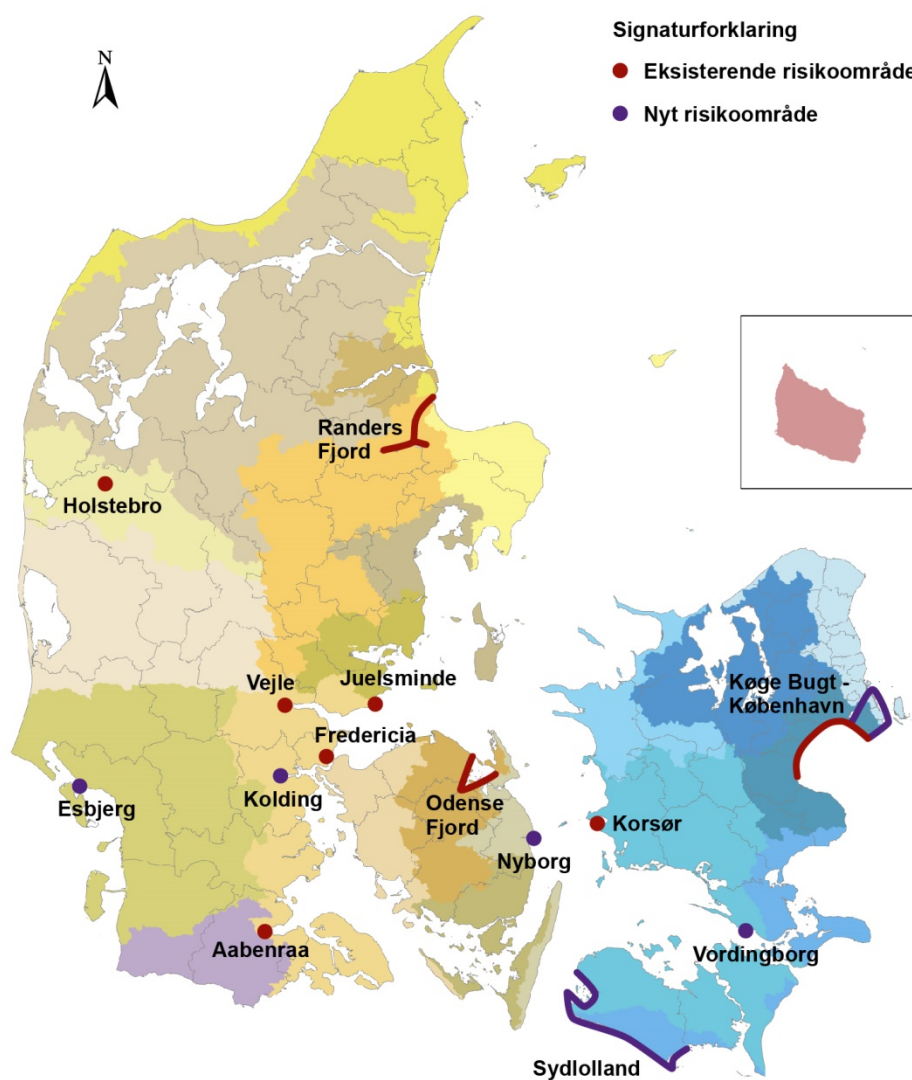 Signaturforklaring
N
Eksisterende risikoområde
Nyt risikoområde
Randers
Fjord
Holstebro
Vejle
Juelsminde
Køge Bugt -
København
Fredericia
Esbjerg
Kolding
Odense
Fjord
Korsør
Nyborg
Aabenraa
Vordingborg
Sydlolland